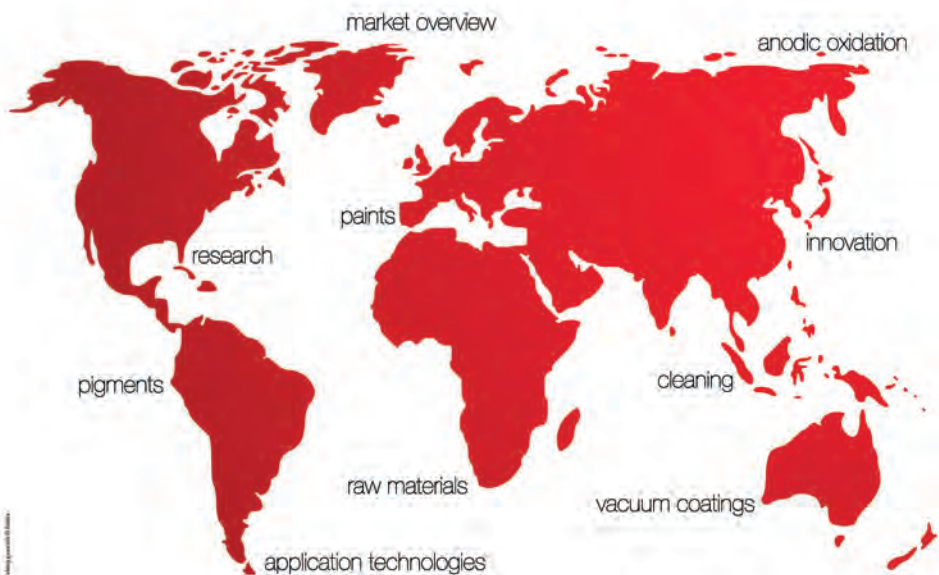 market overview
anodic oxidation
paints
research
innovation
pigments
cleaning
raw materials
vacuum coatings
application technologies